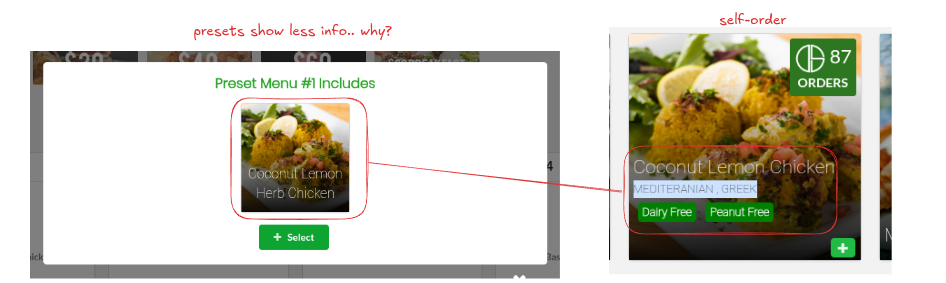 presets show less info.. why?
self-order
Preset Menu #1 Includes
Coconut Lemon
Herb Chicken
+ Select
87
ORDERS
Coconut Lemon Chicken
MEDITERANIAN , GREEK
Dairy Free Peanut Free
+
4